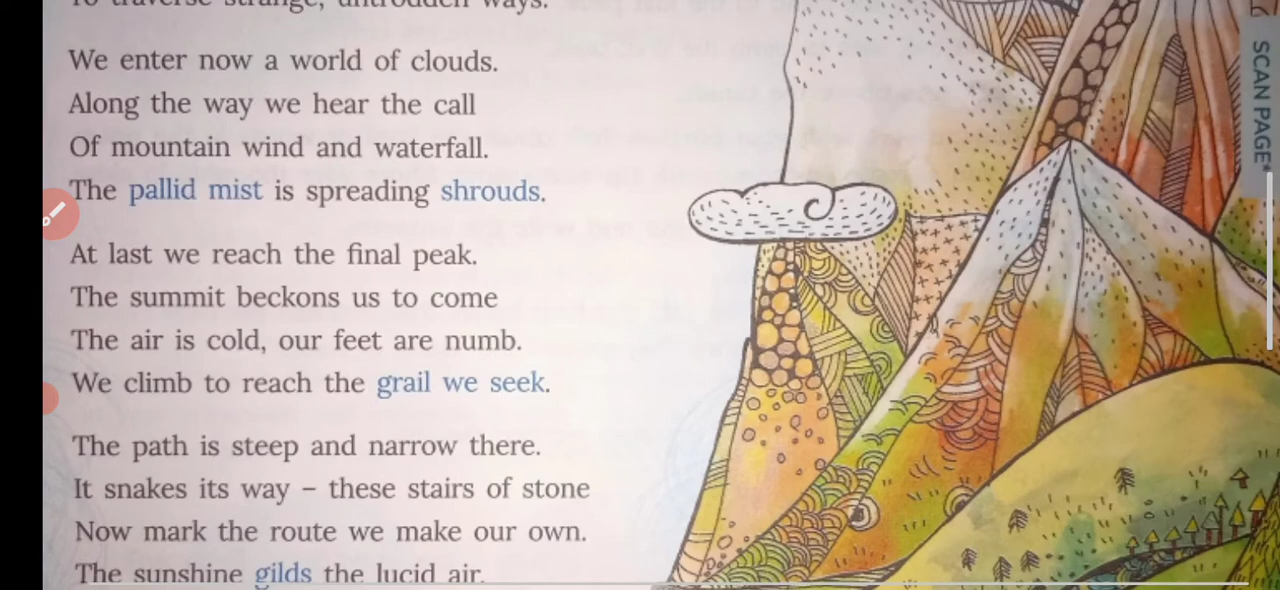 To traverse strange, untrodden ways.
We enter now a world of clouds.
Along the way we hear the call
Of mountain wind and waterfall.
The pallid mist is spreading shrouds.
At last we reach the final peak.
The summit beckons us to come
The air is cold, our feet are numb.
We climb to reach the grail we seek.
The path is steep and narrow there.
It snakes its way – these stairs of stone
Now mark the route we make our own.
The sunshine gilds the lucid air.
SCAN PAGE*